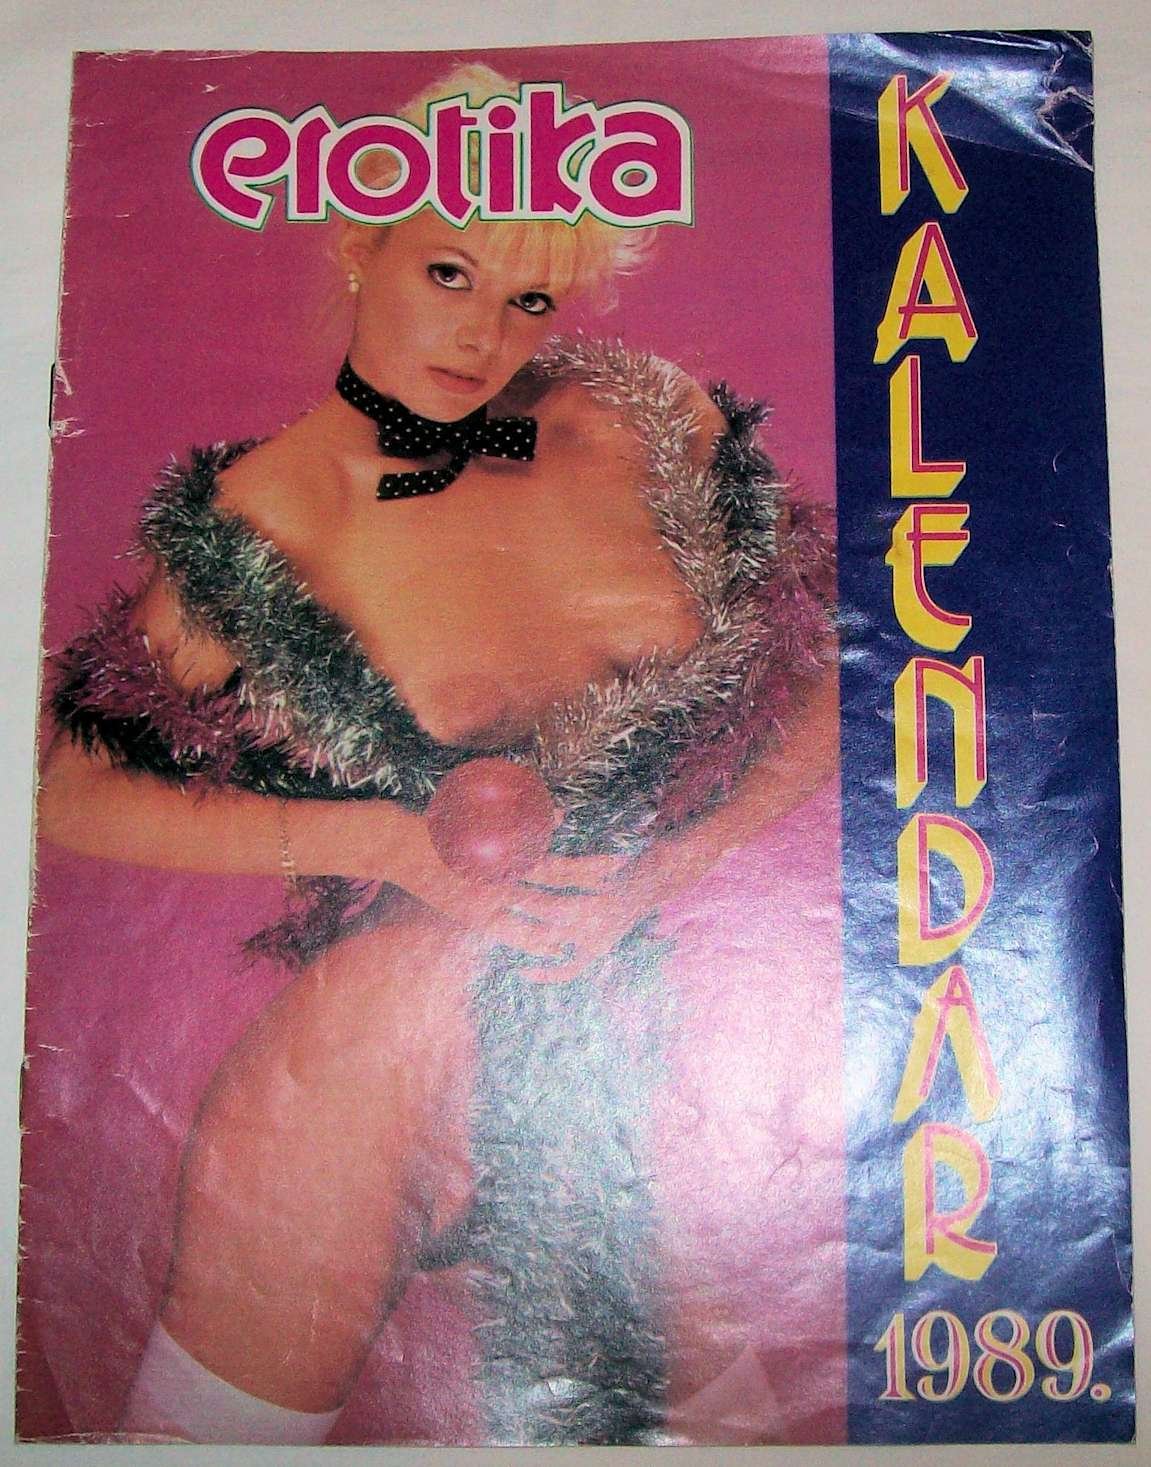 erotika
KALENDAR
1989.